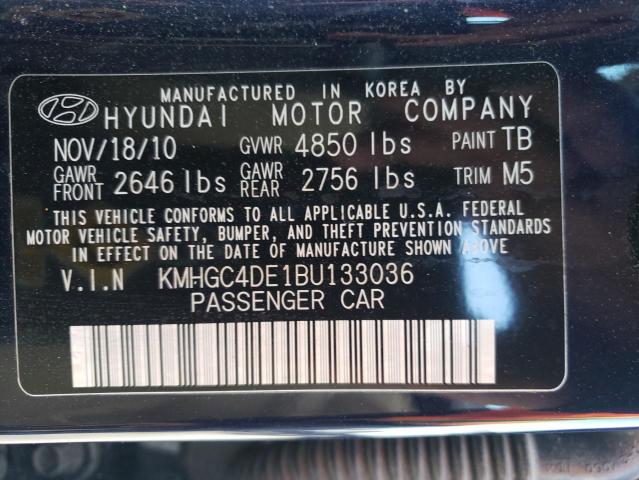 MANUFACTURED IN KOREA BY
HYUNDAI MOTOR COMPANY
NOV/18/10 GVWR 4850 lbs PAINT TB
GAWR FRONT 2646 lbs GAWR REAR 2756 lbs TRIM M5
THIS VEHICLE CONFORMS TO ALL APPLICABLE U.S.A. FEDERAL
MOTOR VEHICLE SAFETY, BUMPER, AND THEFT PREVENTION STANDARDS
IN EFFECT ON THE DATE OF MANUFACTURE SHOWN ABOVE.
V.I.N KMHGC4DE1BU133036
PASSENGER CAR